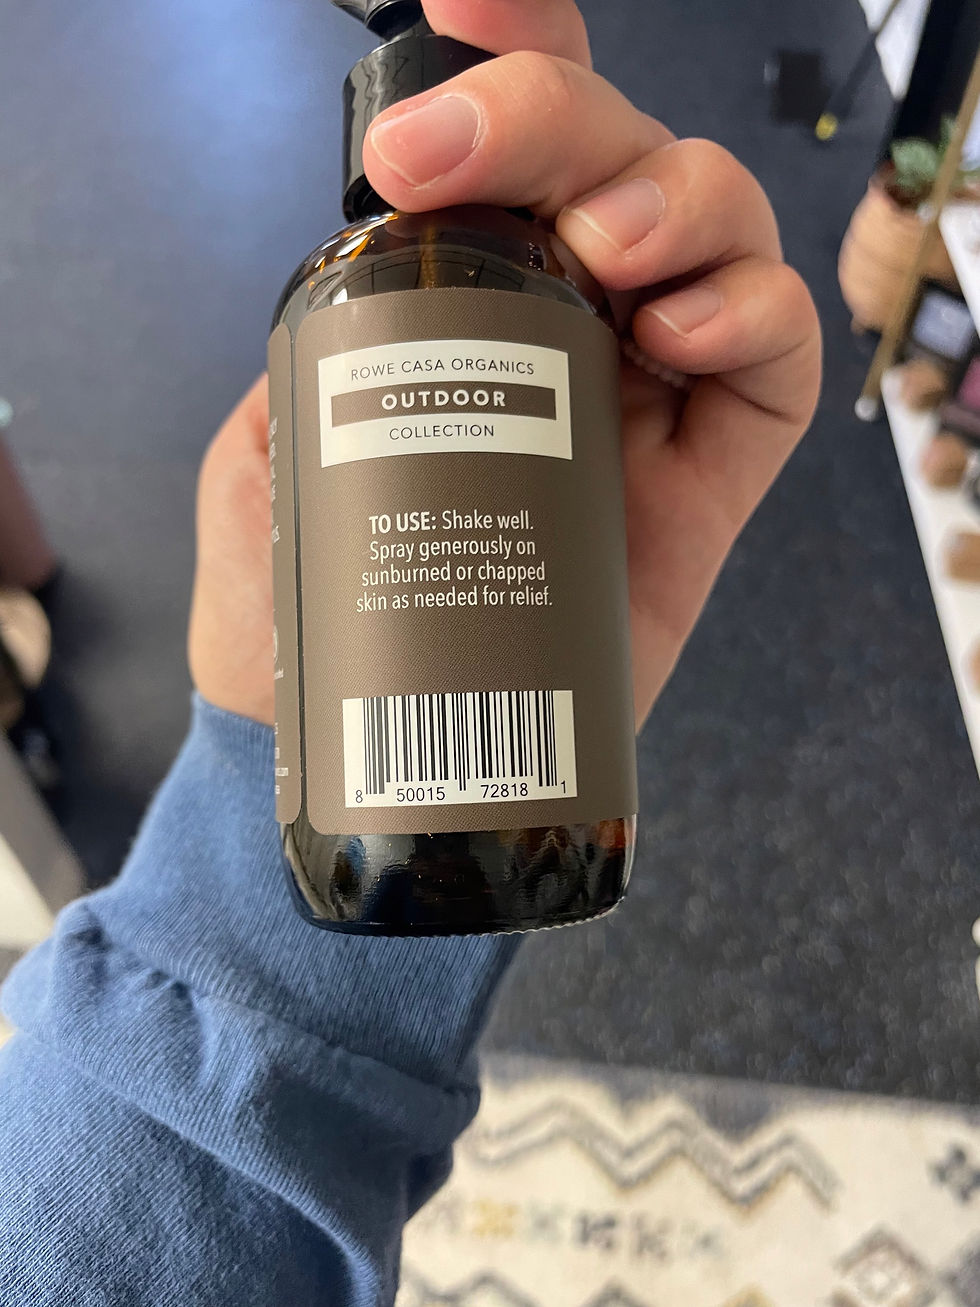 ROWE CASA ORGANICS
OUTDOOR
COLLECTION
TO USE: Shake well.
Spray generously on
sunburned or chapped
skin as needed for relief.
8 50015 72818 1